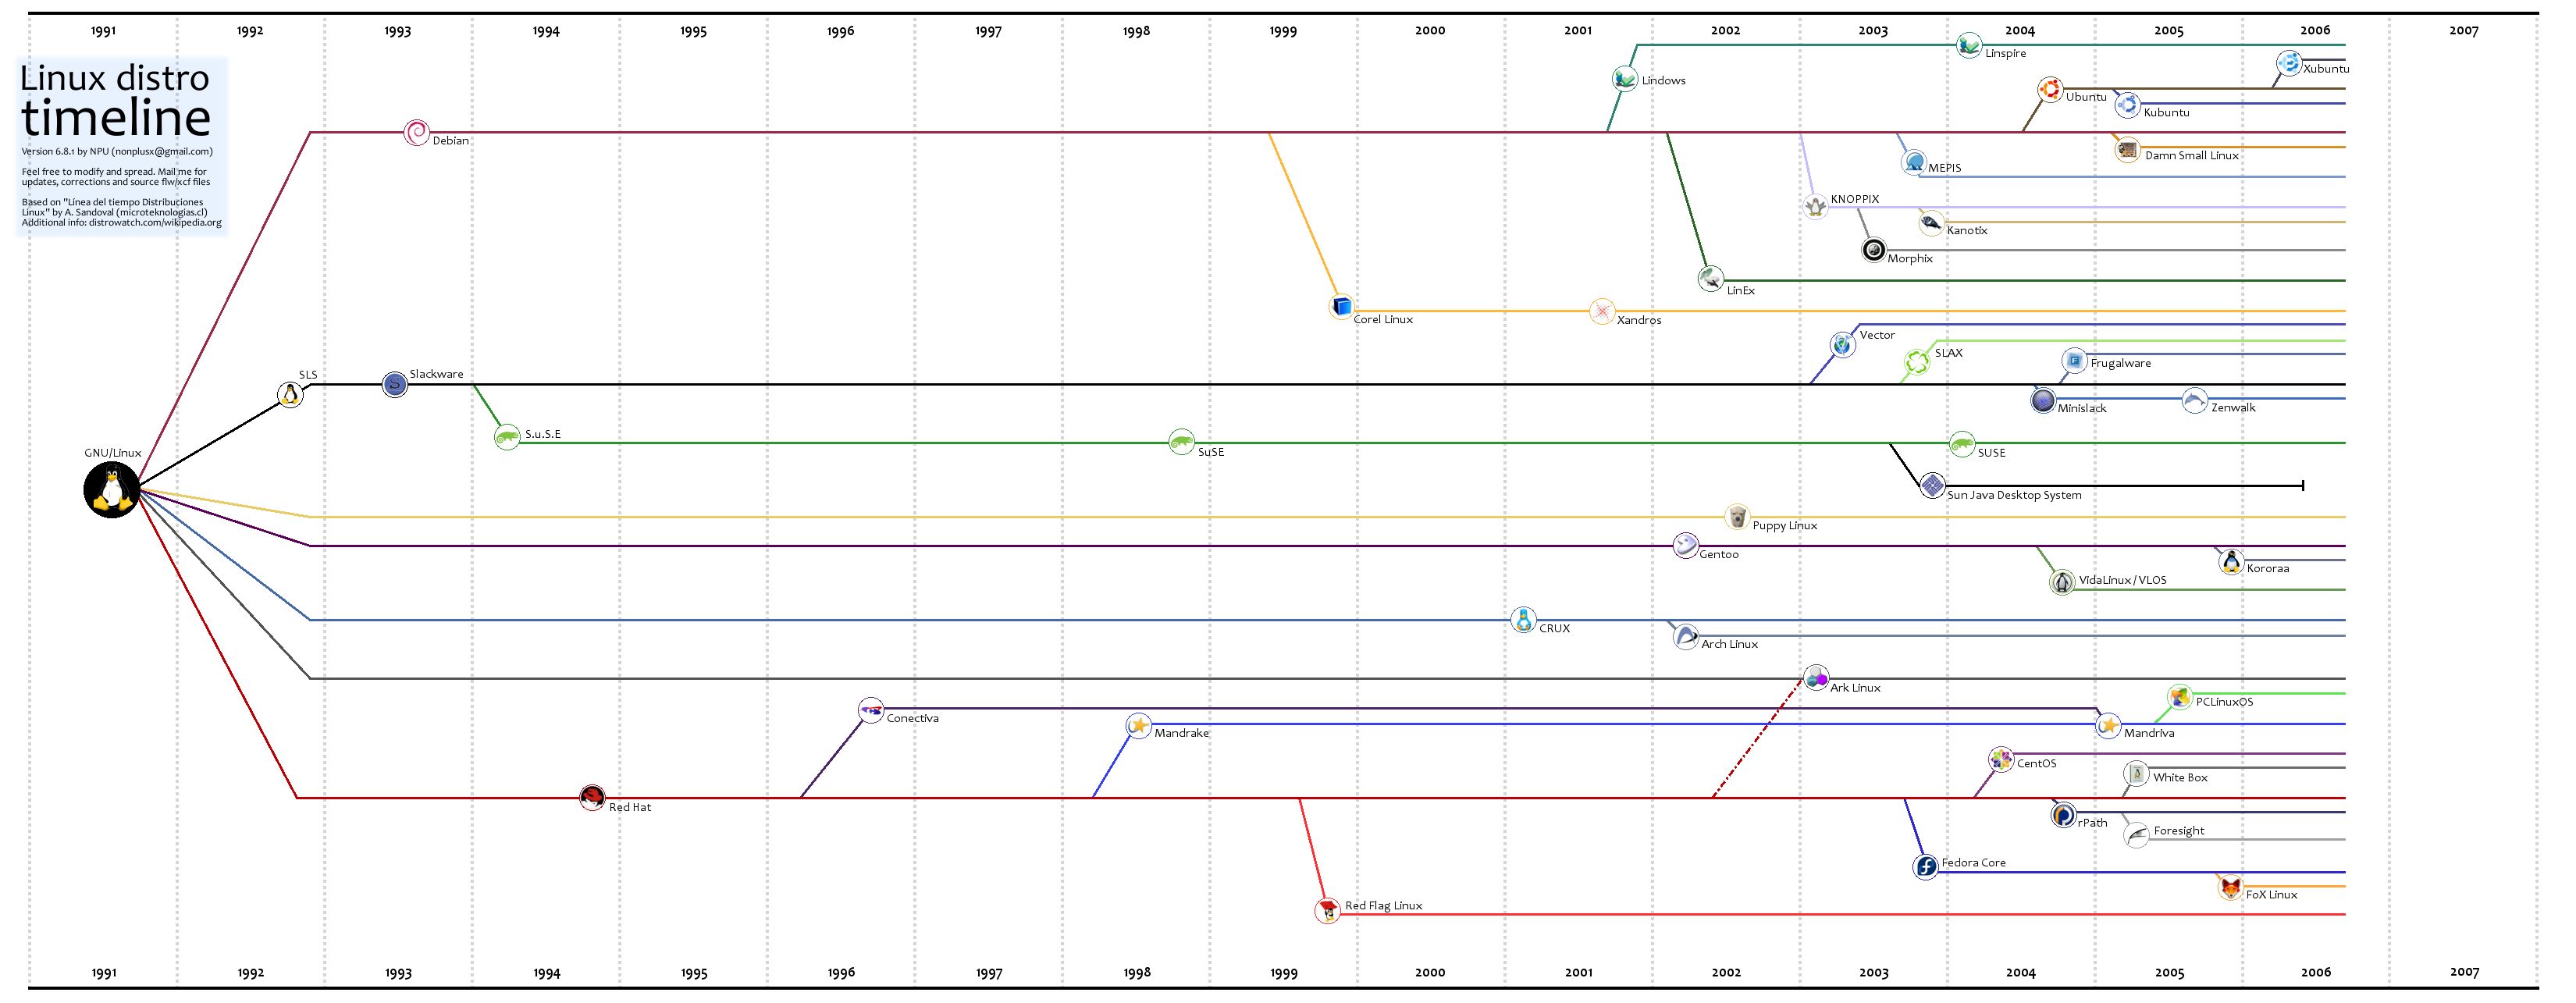 1991 1992 1993 1994 1995 1996 1997 1998 1999 2000 2001 2002 2003 2004 2005 2006 2007
Linux distro
timeline
Version 6.8.1 by NPU (nonplusx@gmail.com)
Feel free to modify and spread. Mail me for
updates, corrections and source flw/xcf files
Based on "Línea del tiempo Distribuciones
Linux" by A. Sandoval (microteknologias.cl)
Additional info: distrowatch.com/wikipedia.org
Linspire
Xubuntu
Lindows
Ubuntu
Kubuntu
Debian
Damn Small Linux
MEPIS
KNOPPIX
Kanotix
Morphix
LinEx
Corel Linux
Xandros
Vector
SLAX
Frugalware
SLS
Slackware
Minislack
Zenwalk
S.u.S.E
SuSE
SUSE
GNU/Linux
Sun Java Desktop System
Puppy Linux
Gentoo
Kororaa
VidaLinux / VLOS
CRUX
Arch Linux
Ark Linux
PCLinuxOS
Conectiva
Mandrake
Mandriva
CentOS
White Box
Red Hat
rPath
Foresight
Fedora Core
FoX Linux
Red Flag Linux
1991 1992 1993 1994 1995 1996 1997 1998 1999 2000 2001 2002 2003 2004 2005 2006 2007